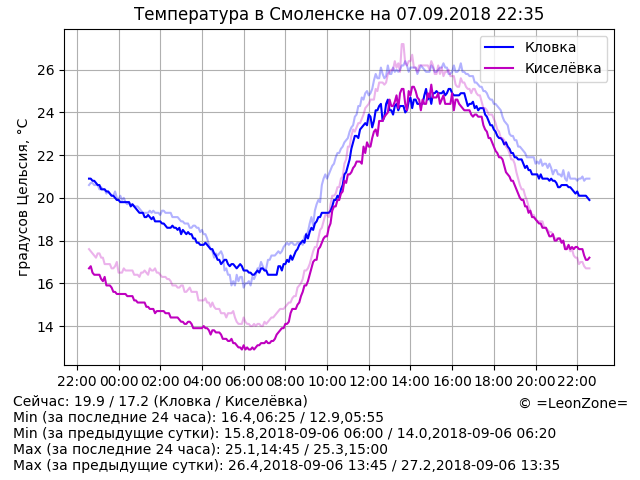 Температура в Смоленске на 07.09.2018 22:35
Кловка
Киселёвка
градусов Цельсия, °C
26
24
22
20
18
16
14
22:00 00:00 02:00 04:00 06:00 08:00 10:00 12:00 14:00 16:00 18:00 20:00 22:00
Сейчас: 19.9 / 17.2 (Кловка / Киселёвка)
© =LeonZone=
Min (за последние 24 часа): 16.4,06:25 / 12.9,05:55
Min (за предыдущие сутки): 15.8,2018-09-06 06:00 / 14.0,2018-09-06 06:20
Max (за последние 24 часа): 25.1,14:45 / 25.3,15:00
Max (за предыдущие сутки): 26.4,2018-09-06 13:45 / 27.2,2018-09-06 13:35